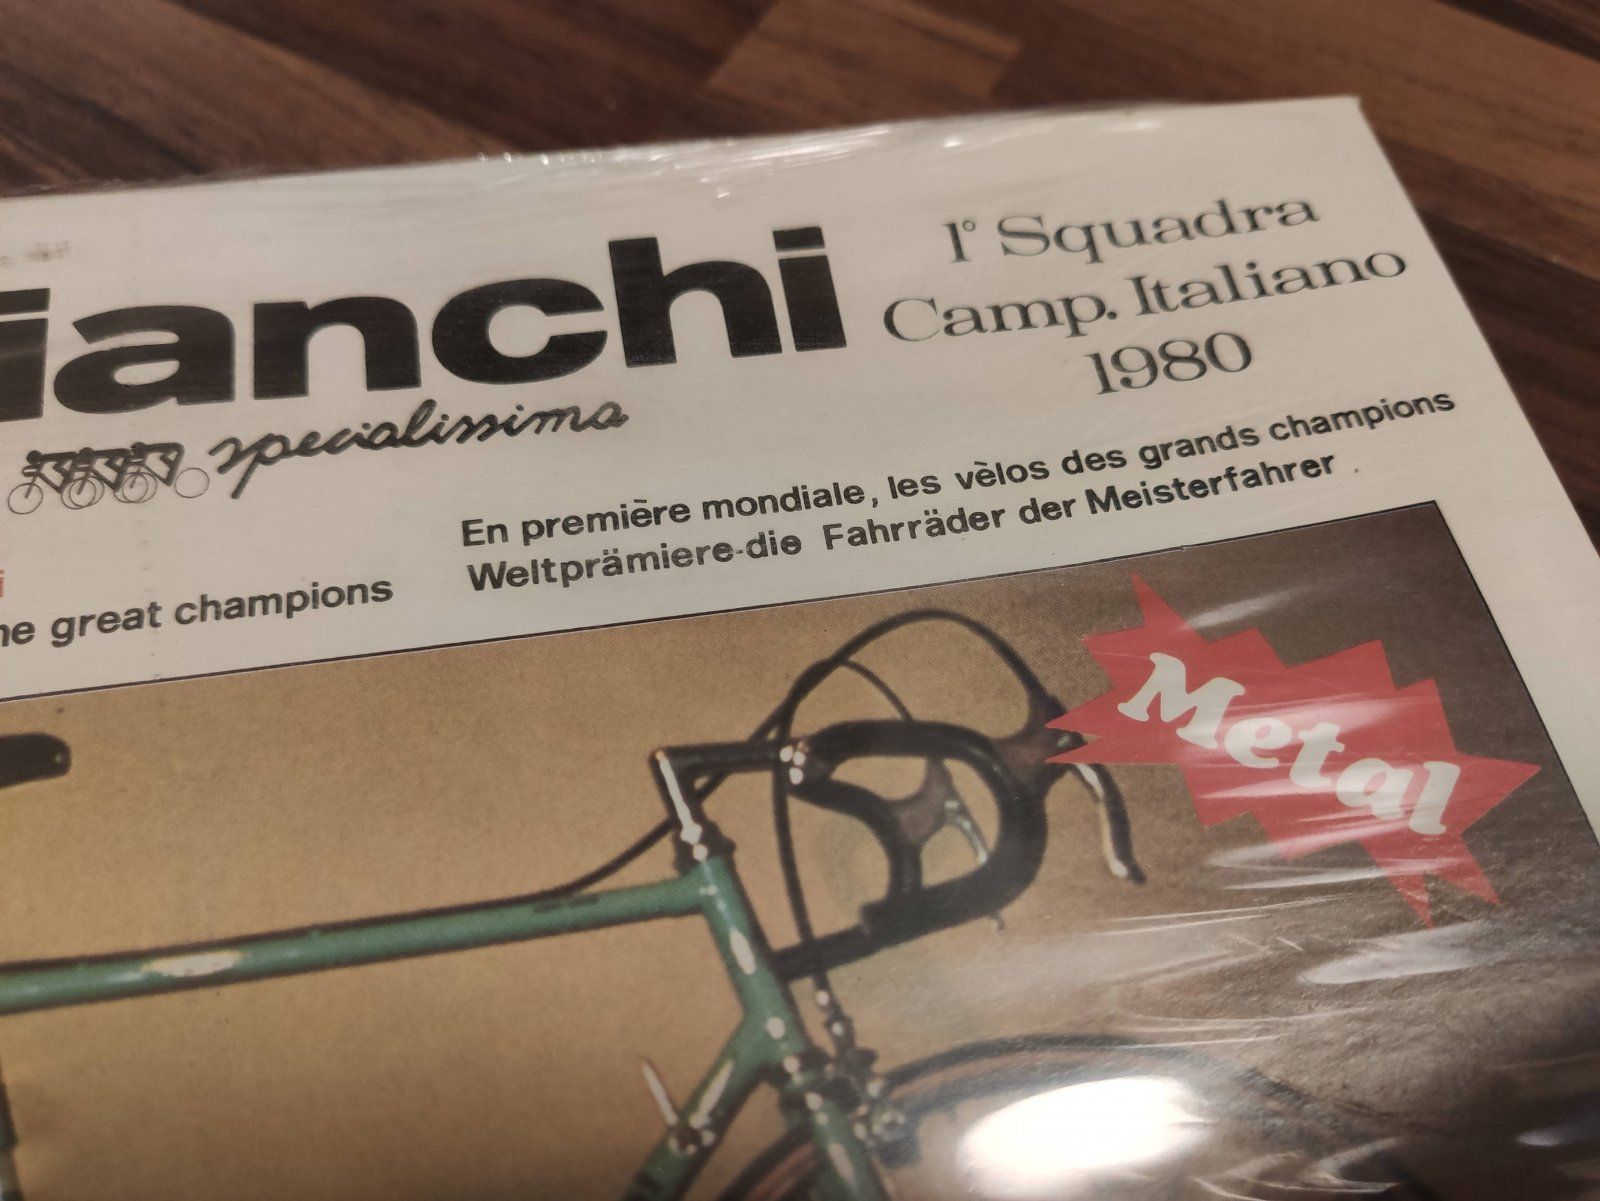 ianchi
1° Squadra
Camp. Italiano
1980
specialissima
En première mondiale, les vèlos des grands champions
Weltprämiere-die Fahrräder der Meisterfahrer
he great champions
Metal